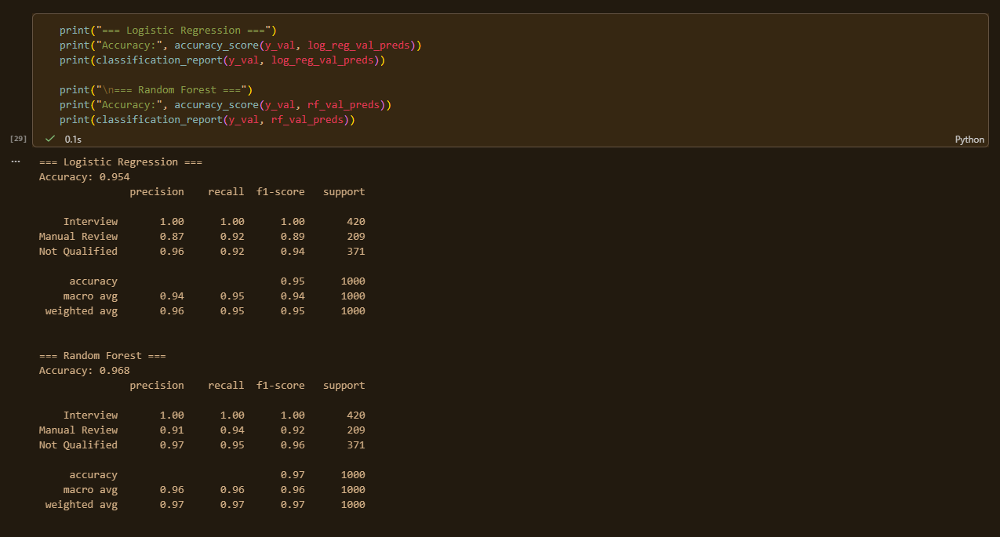 print("=== Logistic Regression ===")
print("Accuracy:", accuracy_score(y_val, log_reg_val_preds))
print(classification_report(y_val, log_reg_val_preds))
print("\n=== Random Forest ===")
print("Accuracy:", accuracy_score(y_val, rf_val_preds))
print(classification_report(y_val, rf_val_preds))
[29] ✓ 0.1s Python
... === Logistic Regression ===
Accuracy: 0.954
precision recall f1-score support
Interview 1.00 1.00 1.00 420
Manual Review 0.87 0.92 0.89 209
Not Qualified 0.96 0.92 0.94 371
accuracy 0.95 1000
macro avg 0.94 0.95 0.94 1000
weighted avg 0.96 0.95 0.95 1000
=== Random Forest ===
Accuracy: 0.968
precision recall f1-score support
Interview 1.00 1.00 1.00 420
Manual Review 0.91 0.94 0.92 209
Not Qualified 0.97 0.95 0.96 371
accuracy 0.97 1000
macro avg 0.96 0.96 0.96 1000
weighted avg 0.97 0.97 0.97 1000